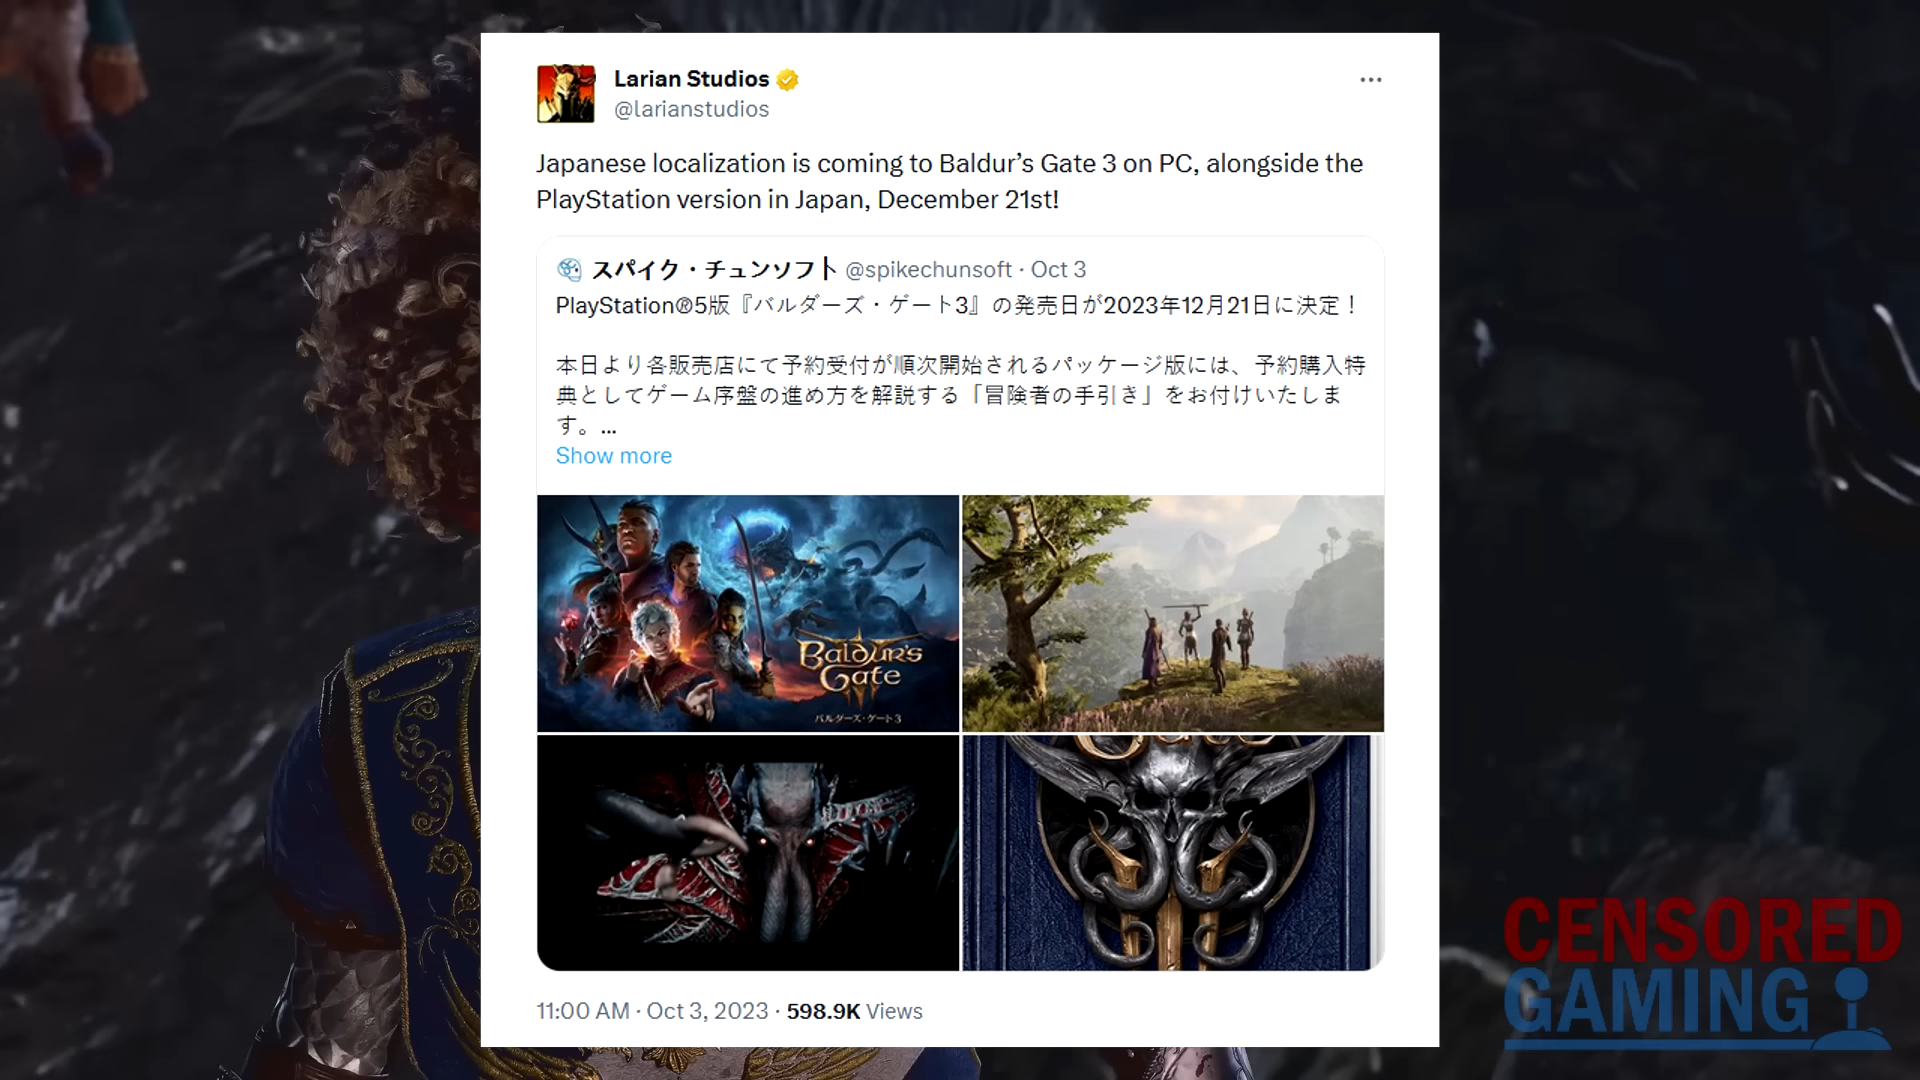 Larian Studios
@larianstudios
Japanese localization is coming to Baldur’s Gate 3 on PC, alongside the
PlayStation version in Japan, December 21st!
スパイク・チュンソフト @spikechunsoft · Oct 3
PlayStation®5版『バルダーズ・ゲート3』の発売日が2023年12月21日に決定！
本日より各販売店にて予約受付が順次開始されるパッケージ版には、予約購入特
典としてゲーム序盤の進め方を解説する「冒険者の手引き」をお付けいたしま
す。...
Show more
Baldur's
Gate
バルダーズ・ゲート3
Gate
11:00 AM · Oct 3, 2023 · 598.9K Views
CENSORED
GAMING